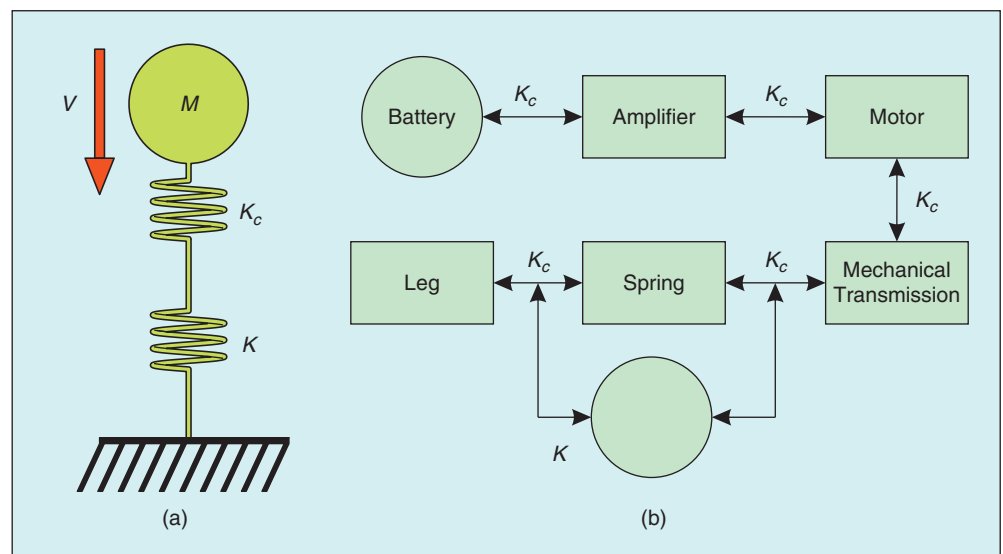 V
M
K_c
K
(a)
Battery
K_c
Amplifier
K_c
Motor
K_c
Leg
K_c
Spring
K_c
Mechanical
Transmission
K
(b)